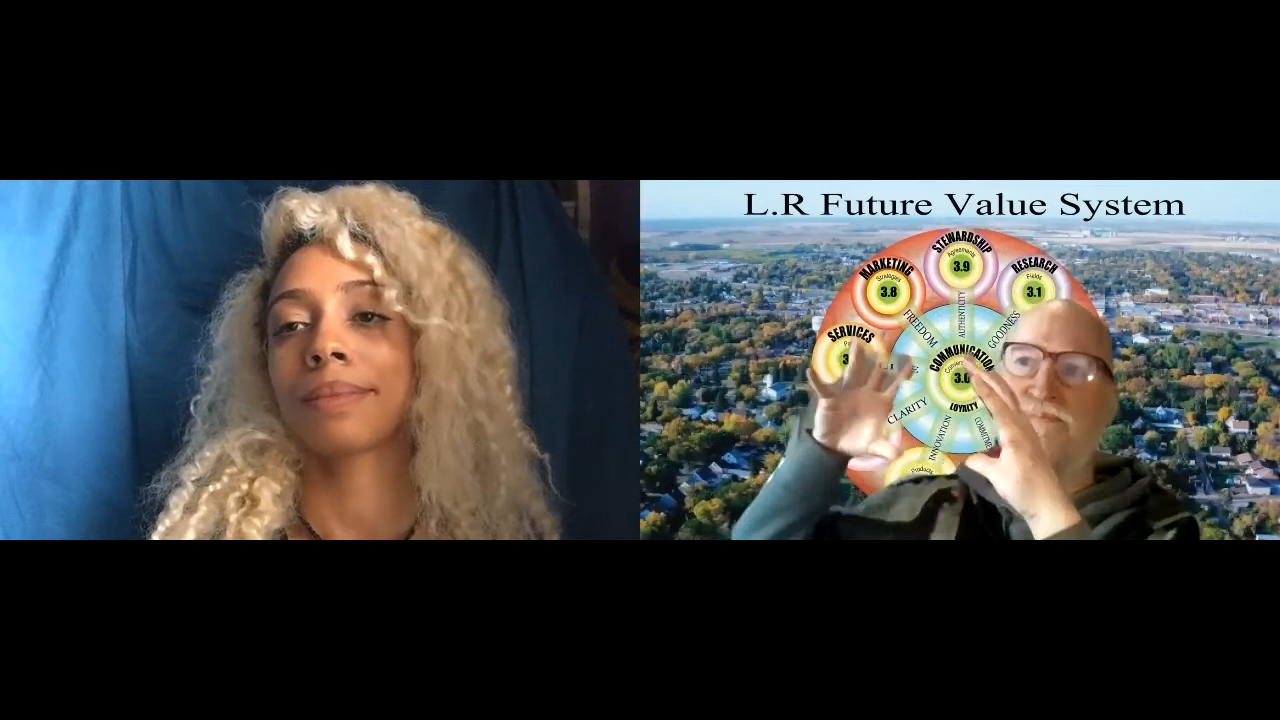 L.R Future Value System
STEWARDSHIP
Agreements
3.9
MARKETING
Strategies
3.8
RESEARCH
Fields
3.1
FREEDOM
AUTHENTICITY
GOODNESS
SERVICES
COMMUNICATION
3.0
LOYALTY
CLARITY
INNOVATION
Products